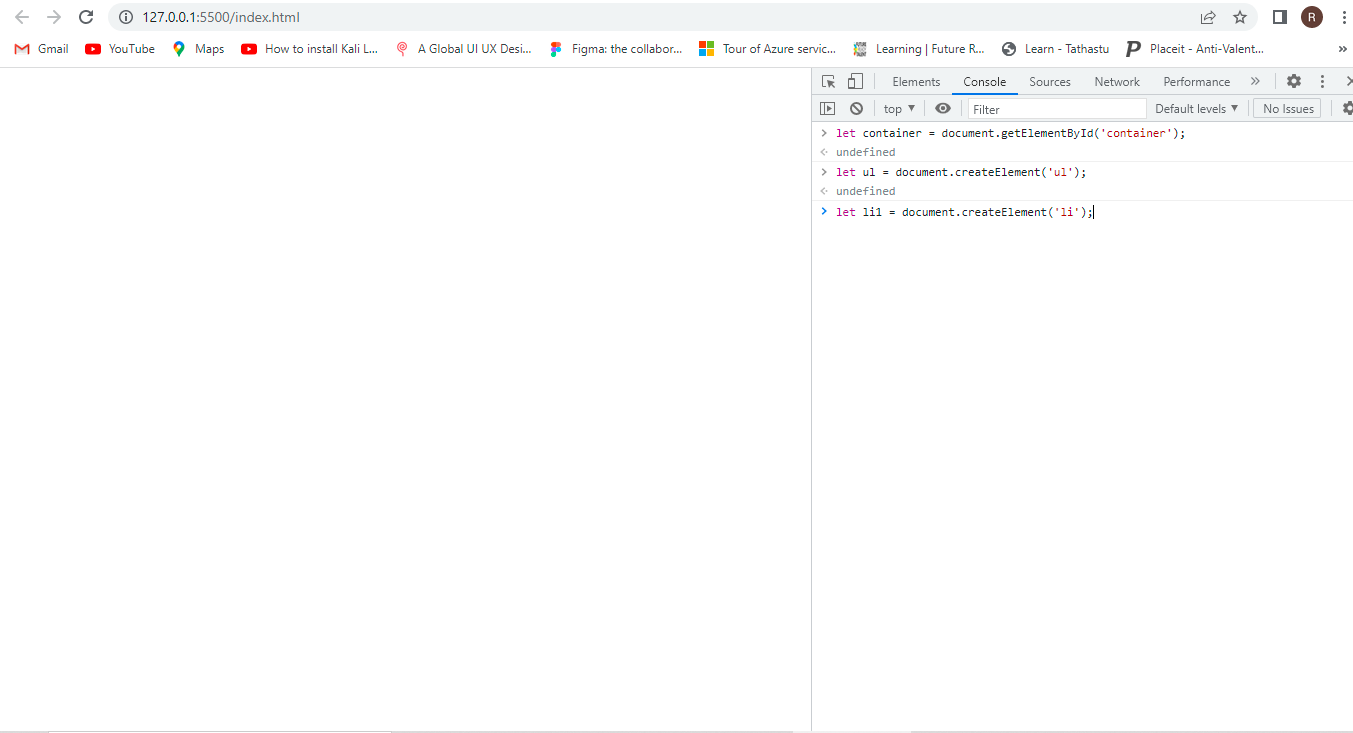 127.0.0.1:5500/index.html
R
Gmail YouTube Maps How to install Kali L... A Global UI UX Desi... Figma: the collabor... Tour of Azure servic... Learning | Future R... Learn - Tathastu Placeit - Anti-Valent... »
Elements Console Sources Network Performance »
top ▼ Filter Default levels ▼ No Issues
> let container = document.getElementById('container');
<· undefined
> let ul = document.createElement('ul');
<· undefined
> let li1 = document.createElement('li');